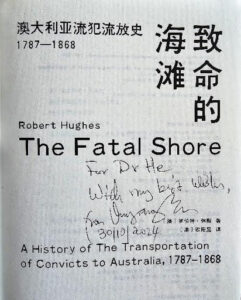 致命的
海滩
澳大利亚流犯流放史
1787—1868
Robert Hughes
The Fatal Shore
For Dr He
With my best wishes,
30/10/2024
A History of The Transportation
of Convicts to Australia, 1787-1868